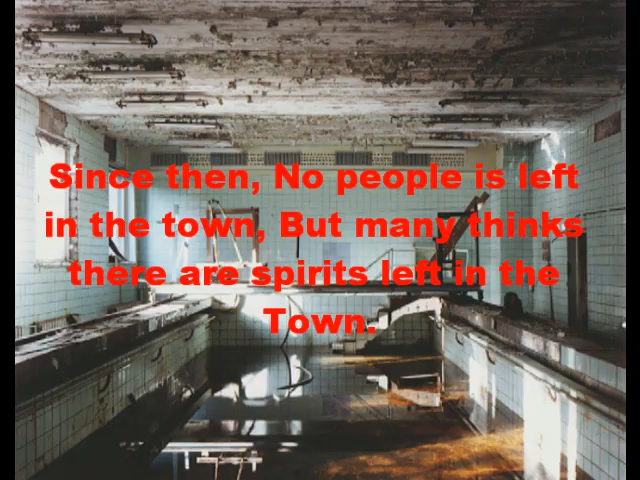 Since then, No people is left
in the town, But many thinks
there are spirits left in the
Town.